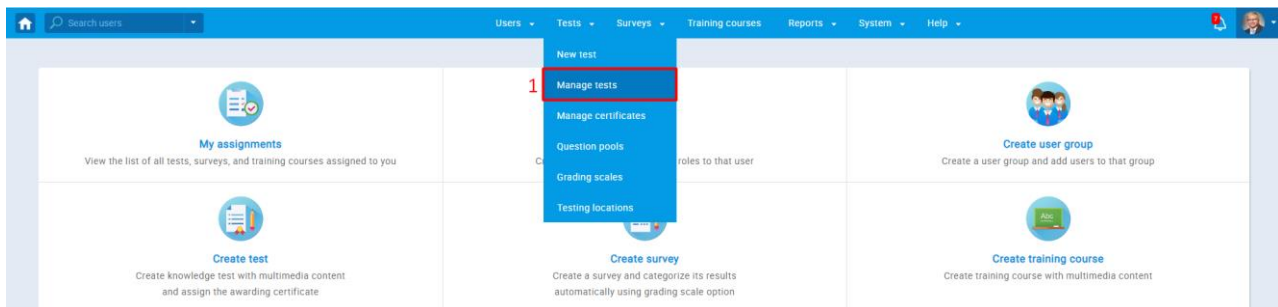 Search users
Users
Tests
Surveys
Training courses
Reports
System
Help
7
New test
1
Manage tests
Manage certificates
Question pools
Grading scales
Testing locations
My assignments
View the list of all tests, surveys, and training courses assigned to you
roles to that user
Create user group
Create a user group and add users to that group
Create test
Create knowledge test with multimedia content
and assign the awarding certificate
Create survey
Create a survey and categorize its results
automatically using grading scale option
Abc
Create training course
Create training course with multimedia content